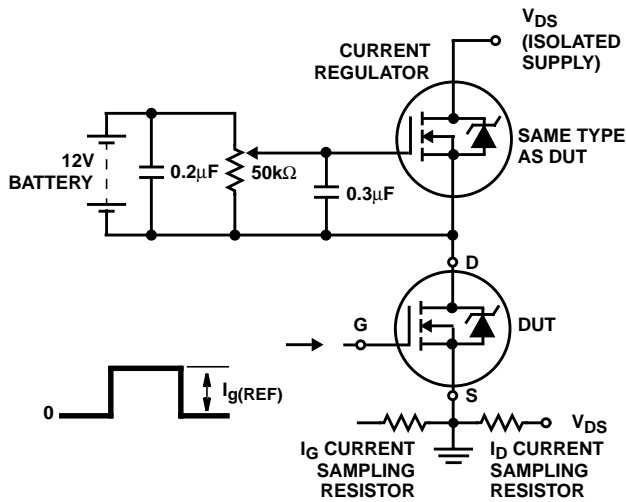 V_DS
(ISOLATED
SUPPLY)
CURRENT
REGULATOR
SAME TYPE
AS DUT
12V
BATTERY
0.2μF
50kΩ
0.3μF
D
G
DUT
I_g(REF)
0
S
V_DS
I_G CURRENT
SAMPLING
RESISTOR
I_D CURRENT
SAMPLING
RESISTOR